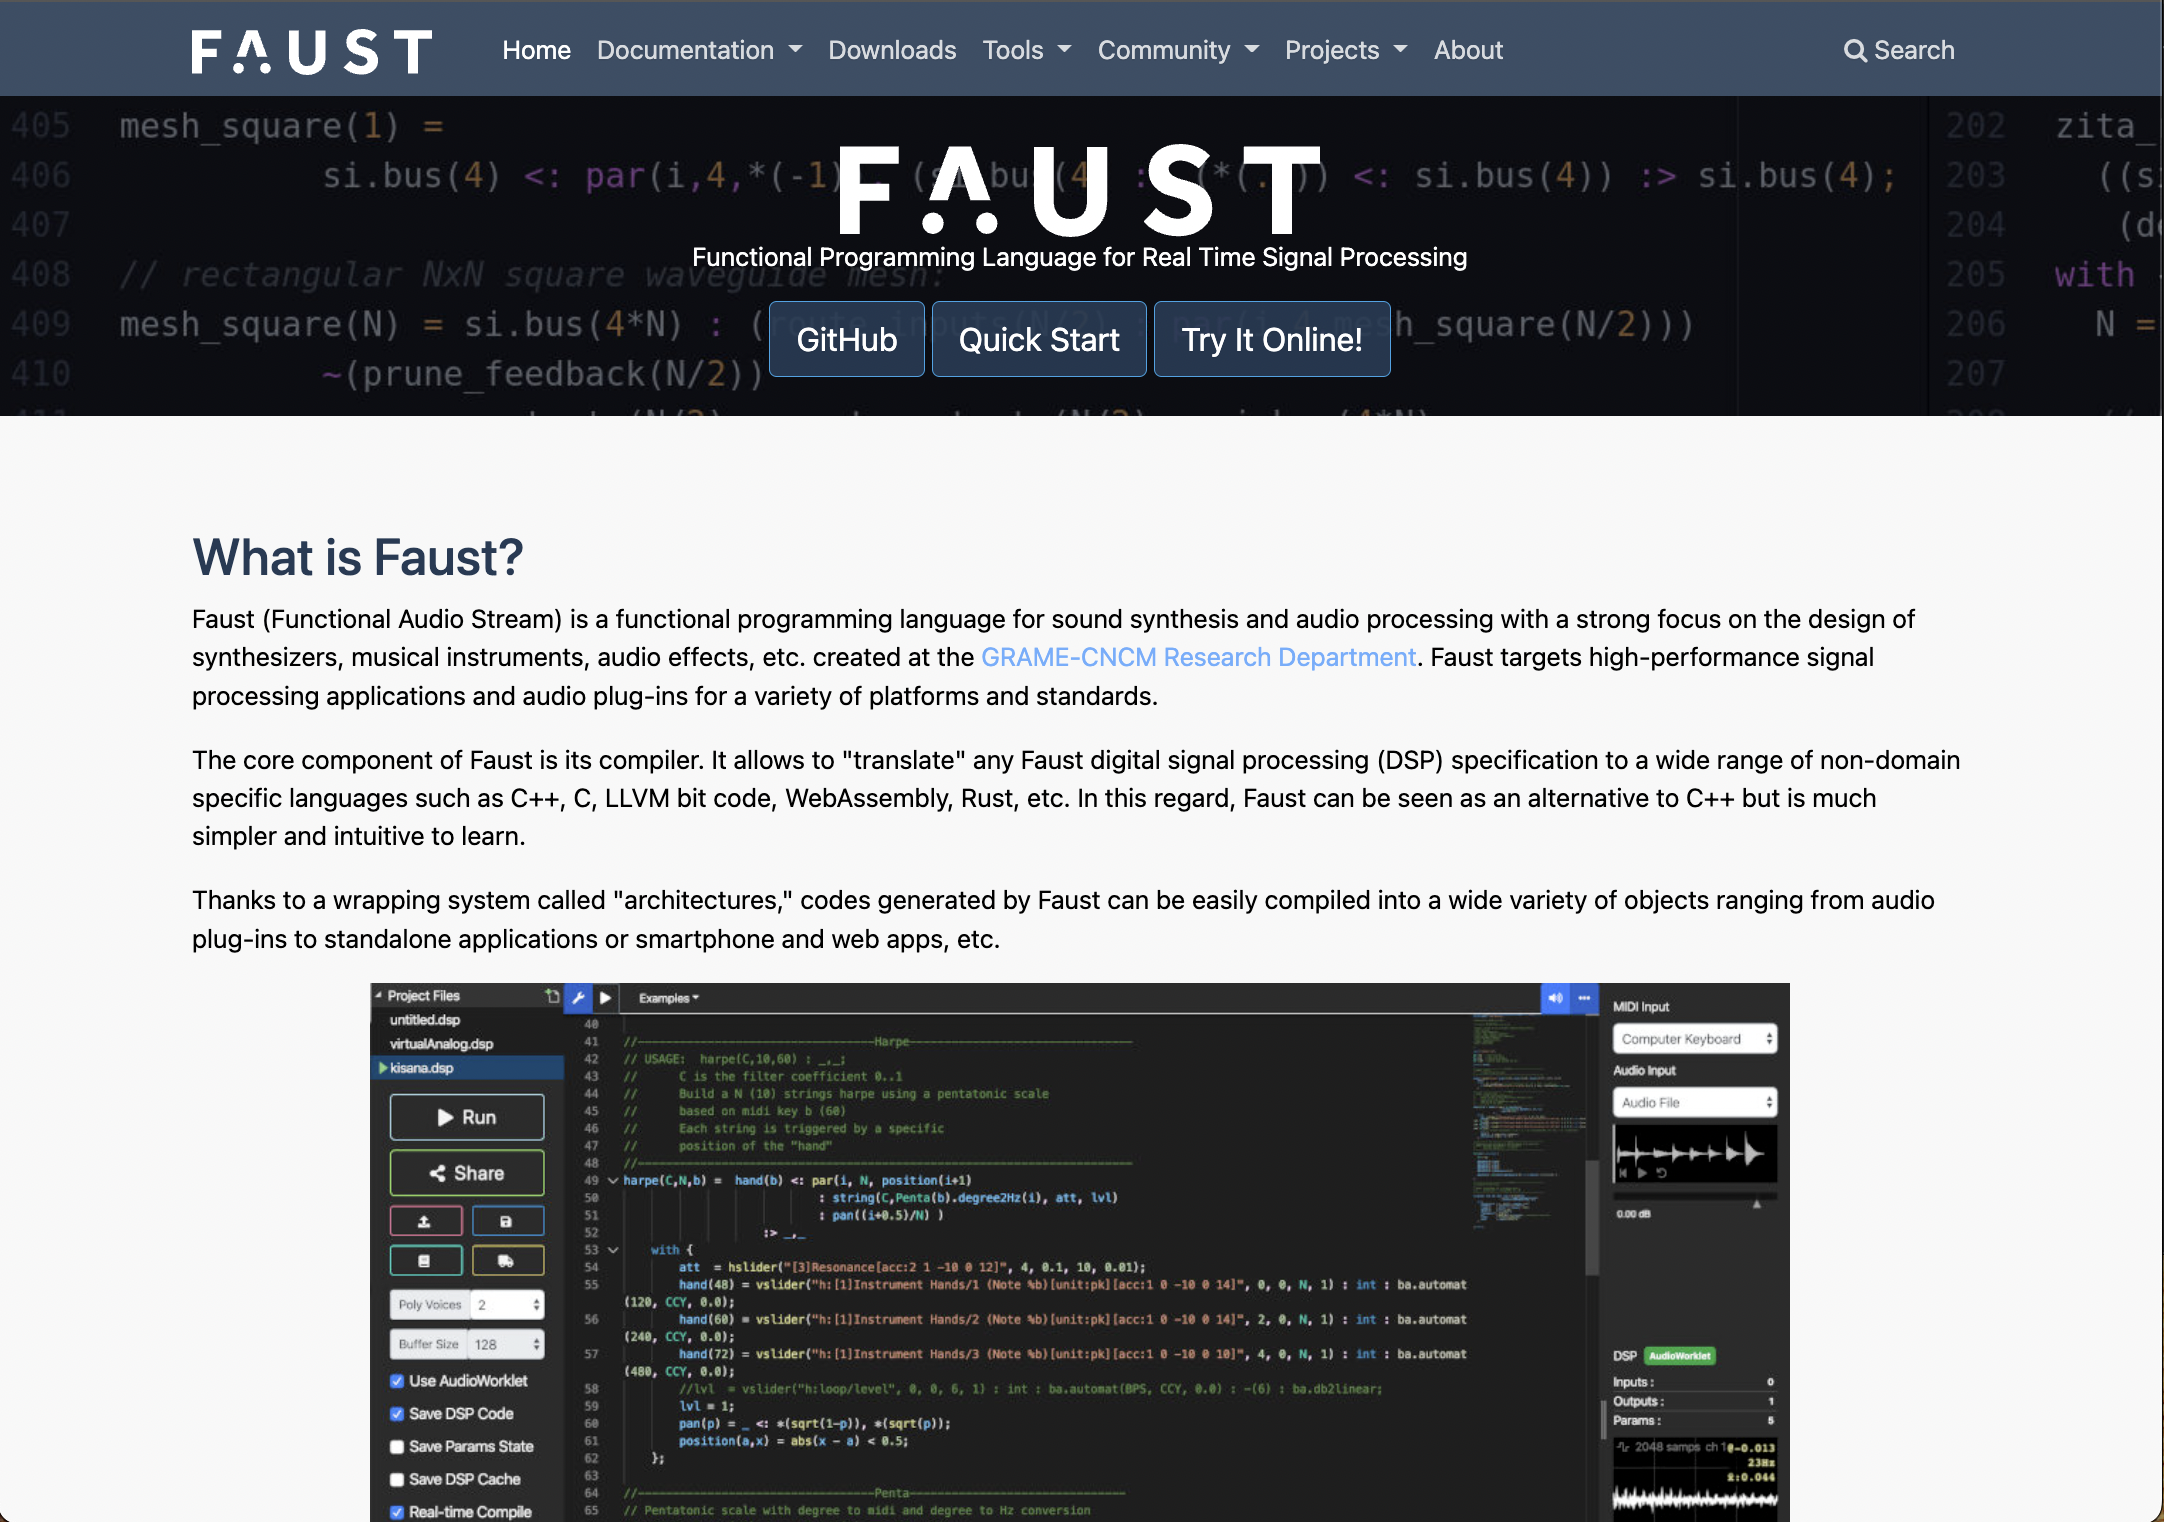 FAUST Home Documentation Downloads Tools Community Projects About Search
405 mesh_square(1) =
406 si.bus(4) <: par(i,4,*(-1) si.bus(4)) :> si.bus(4);
407
408 // rectangular NxN square waveguide mesh:
409 mesh_square(N) = si.bus(4*N) : (
410 ~(prune_feedback(N/2))
202 zita_
203 ((s
204
205 with
206 N =
207
FAUST
Functional Programming Language for Real Time Signal Processing
GitHub Quick Start Try It Online!
What is Faust?
Faust (Functional Audio Stream) is a functional programming language for sound synthesis and audio processing with a strong focus on the design of
synthesizers, musical instruments, audio effects, etc. created at the GRAME-CNCM Research Department. Faust targets high-performance signal
processing applications and audio plug-ins for a variety of platforms and standards.
The core component of Faust is its compiler. It allows to "translate" any Faust digital signal processing (DSP) specification to a wide range of non-domain
specific languages such as C++, C, LLVM bit code, WebAssembly, Rust, etc. In this regard, Faust can be seen as an alternative to C++ but is much
simpler and intuitive to learn.
Thanks to a wrapping system called "architectures," codes generated by Faust can be easily compiled into a wide variety of objects ranging from audio
plug-ins to standalone applications or smartphone and web apps, etc.
Project Files
untitled.dsp
virtualAnalog.dsp
kisana.dsp
Run
Share
Poly Voices 2
Buffer Size 128
Use AudioWorklet
Save DSP Code
Save Params State
Save DSP Cache
Real-time Compile
Examples
40
41 //-----------------------------------Harpe-----------------------------------
42 // USAGE: harpe(C,10,60) : _,_;
43 // C is the filter coefficient 0..1
44 // Build a N (10) strings harpe using a pentatonic scale
45 // based on midi key b (60)
46 // Each string is triggered by a specific
47 // position of the "hand"
48 //---------------------------------------------------------------------------
49 harpe(C,N,b) = hand(b) <: par(i, N, position(i+1)
50 : string(C,Penta(b).degree2Hz(i), att, lvl)
51 : pan((i+0.5)/N) )
52 :> _,_
53 with {
54 att = hslider("[3]Resonance[acc:2 1 -10 0 12]", 4, 0.1, 10, 0.01);
55 hand(48) = vslider("h:[1]Instrument Hands/1 (Note %b)[unit:pk][acc:1 0 -10 0 14]", 0, 0, N, 1) : int : ba.automat
(120, CCY, 0.0);
56 hand(60) = vslider("h:[1]Instrument Hands/2 (Note %b)[unit:pk][acc:1 0 -10 0 14]", 2, 0, N, 1) : int : ba.automat
(240, CCY, 0.0);
57 hand(72) = vslider("h:[1]Instrument Hands/3 (Note %b)[unit:pk][acc:1 0 -10 0 10]", 4, 0, N, 1) : int : ba.automat
(480, CCY, 0.0);
58 //lvl = vslider("h:loop/level", 0, 0, 6, 1) : int : ba.automat(BPS, CCY, 0.0) : -(6) : ba.db2linear;
59 lvl = 1;
60 pan(p) = _ <: *(sqrt(1-p)), *(sqrt(p));
61 position(a,x) = abs(x - a) < 0.5;
62 };
63
64 //-----------------------------------Penta-----------------------------------
65 // Pentatonic scale with degree to midi and degree to Hz conversion
MIDI Input
Computer Keyboard
Audio Input
Audio File
0.00 dB
DSP AudioWorklet
Inputs : 0
Outputs : 1
Params : 5
2048 samps ch 1 @-0.013
23Hz
x̄:0.044